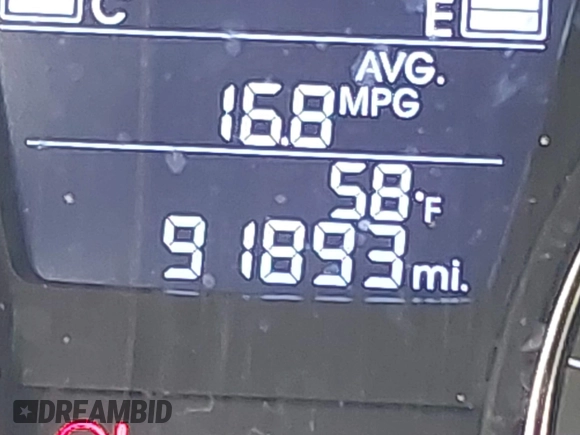 C E
AVG.
16.8 MPG
58°F
91893 mi.
DREAMBID